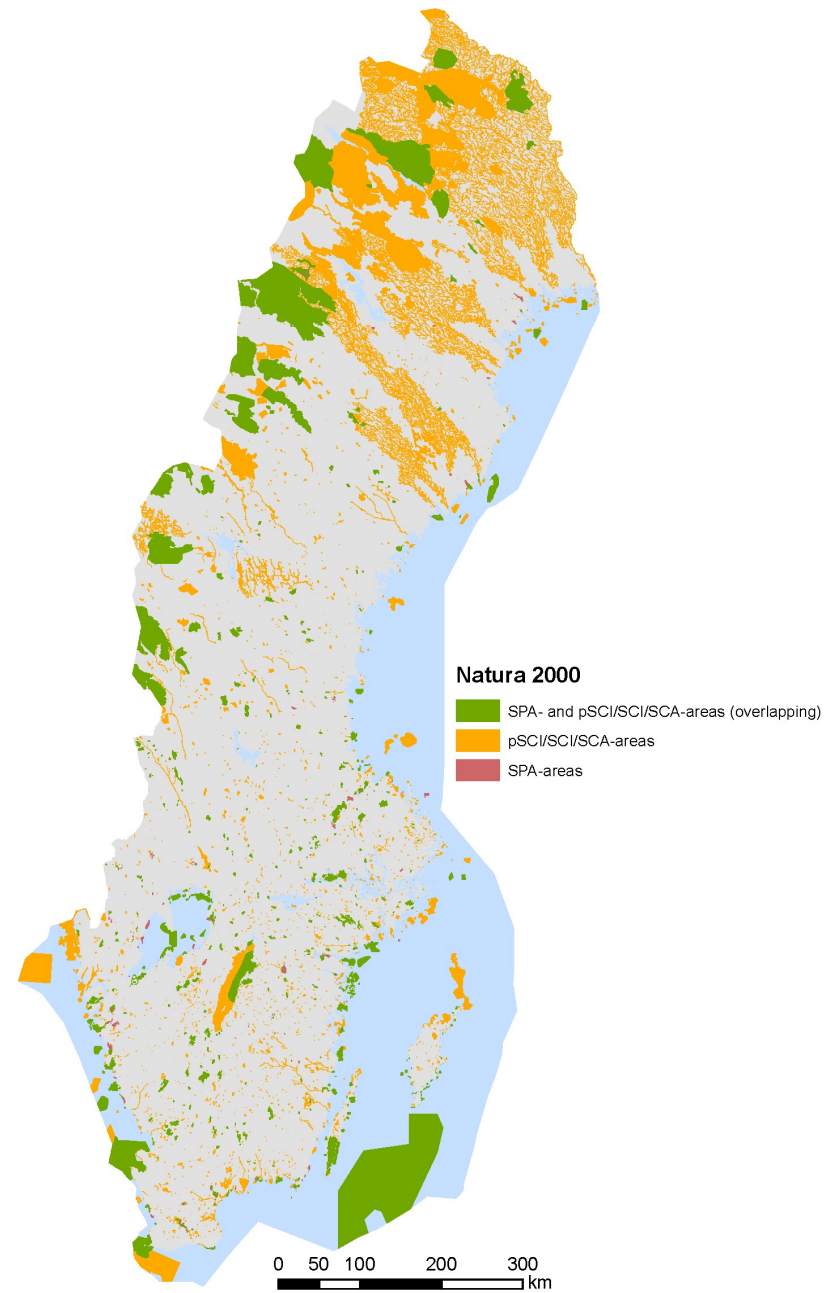 Natura 2000
SPA- and pSCI/SCI/SCA-areas (overlapping)
pSCI/SCI/SCA-areas
SPA-areas
0 50 100 200 300
km